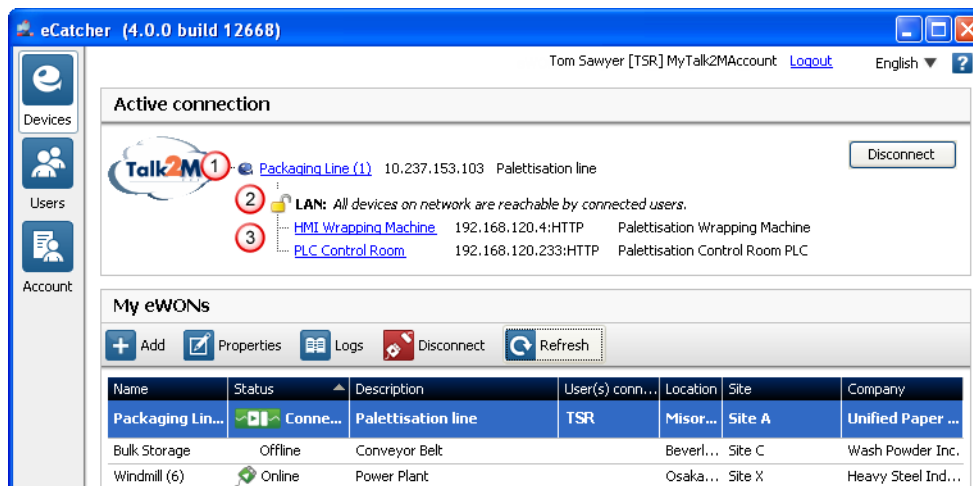 eCatcher (4.0.0 build 12668)
Tom Sawyer [TSR] MyTalk2MAccount Logout English ▼ ?
Devices
Users
Account
Active connection
Talk2M 1 Packaging Line (1) 10.237.153.103 Palettisation line Disconnect
2 LAN: All devices on network are reachable by connected users.
3 HMI Wrapping Machine 192.168.120.4:HTTP Palettisation Wrapping Machine
PLC Control Room 192.168.120.233:HTTP Palettisation Control Room PLC
My eWONs
Add Properties Logs Disconnect Refresh
Name Status Description User(s) conn... Location Site Company
Packaging Lin... Conne... Palettisation line TSR Misor... Site A Unified Paper ...
Bulk Storage Offline Conveyor Belt Beverl... Site C Wash Powder Inc.
Windmill (6) Online Power Plant Osaka... Site X Heavy Steel Ind...